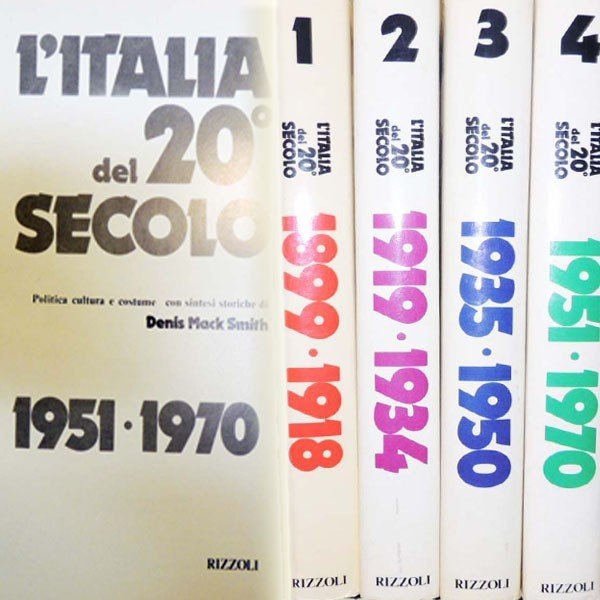 L'ITALIA
del 20°
SECOLO
Politica cultura e costume con sintesi storiche di
Denis Mack Smith
1951 · 1970
RIZZOLI
1
L'ITALIA
del 20°
SECOLO
1899 · 1918
RIZZOLI
2
L'ITALIA
del 20°
SECOLO
1919 · 1934
RIZZOLI
3
L'ITALIA
del 20°
SECOLO
1935 · 1950
RIZZOLI
4
L'ITALIA
del 20°
SECOLO
1951 · 1970
RIZZOLI